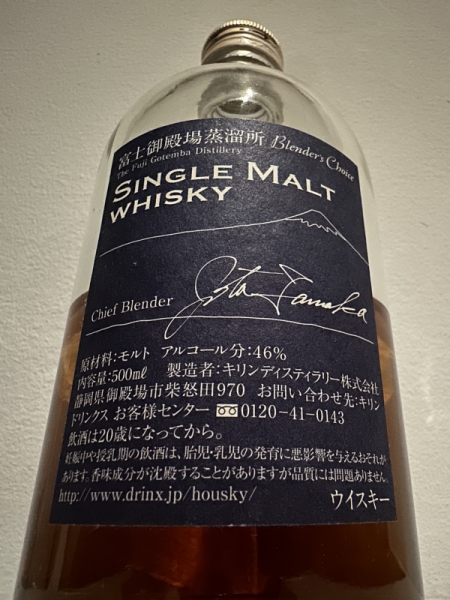 富士御殿場蒸溜所 Blender's Choice
The Fuji Gotemba Distillery
SINGLE MALT
WHISKY
Chief Blender Jota Tanaka
原材料：モルト アルコール分：46%
内容量：500mℓ 製造者：キリンディスティラリー株式会社
静岡県御殿場市柴怒田970 お問い合わせ先：キリン
ドリンクス お客様センター 0120-41-0143
飲酒は20歳になってから。
妊娠中や授乳期の飲酒は、胎児・乳児の発育に悪影響を与えるおそれが
あります。香味成分が沈殿することがありますが品質には問題ありません。
http://www.drinx.jp/housky/ ウイスキー